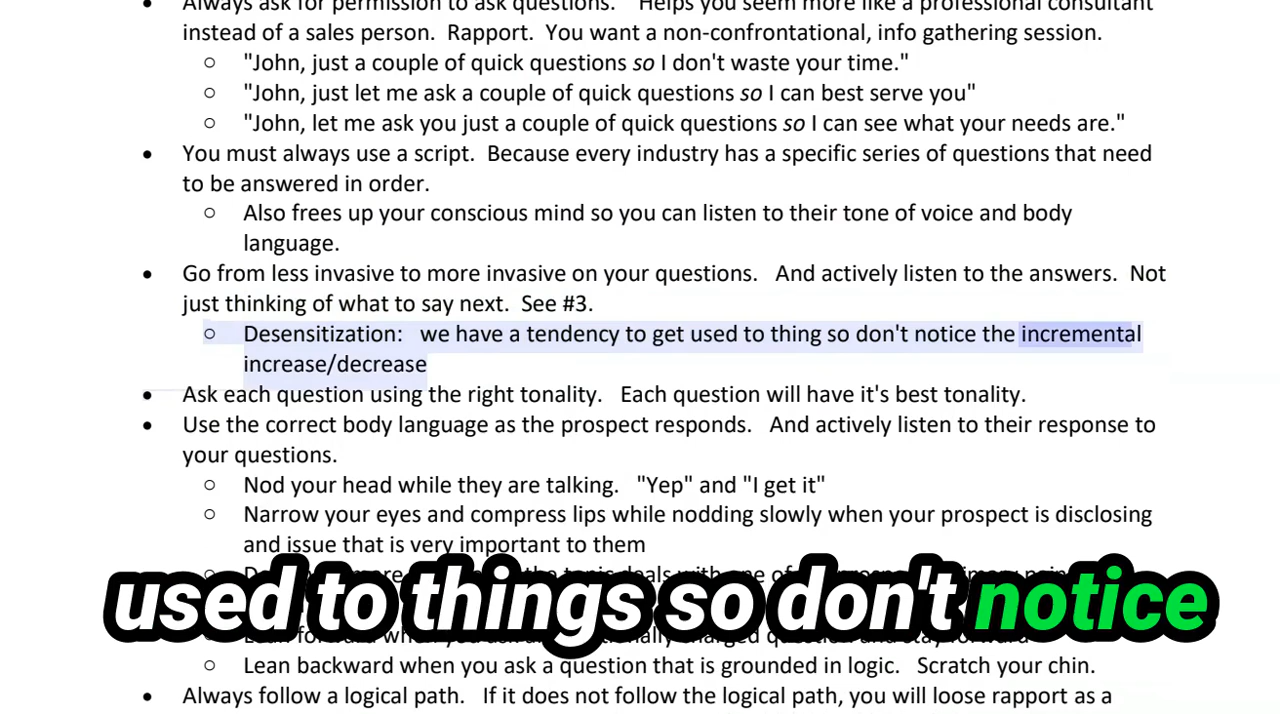 Always ask for permission to ask questions. Helps you seem more like a professional consultant
instead of a sales person. Rapport. You want a non-confrontational, info gathering session.
"John, just a couple of quick questions so I don't waste your time."
"John, just let me ask a couple of quick questions so I can best serve you"
"John, let me ask you just a couple of quick questions so I can see what your needs are."
You must always use a script. Because every industry has a specific series of questions that need
to be answered in order.
Also frees up your conscious mind so you can listen to their tone of voice and body
language.
Go from less invasive to more invasive on your questions. And actively listen to the answers. Not
just thinking of what to say next. See #3.
Desensitization: we have a tendency to get used to thing so don't notice the incremental
increase/decrease
Ask each question using the right tonality. Each question will have it's best tonality.
Use the correct body language as the prospect responds. And actively listen to their response to
your questions.
Nod your head while they are talking. "Yep" and "I get it"
Narrow your eyes and compress lips while nodding slowly when your prospect is disclosing
and issue that is very important to them
used to things so don't notice
Lean backward when you ask a question that is grounded in logic. Scratch your chin.
Always follow a logical path. If it does not follow the logical path, you will loose rapport as a